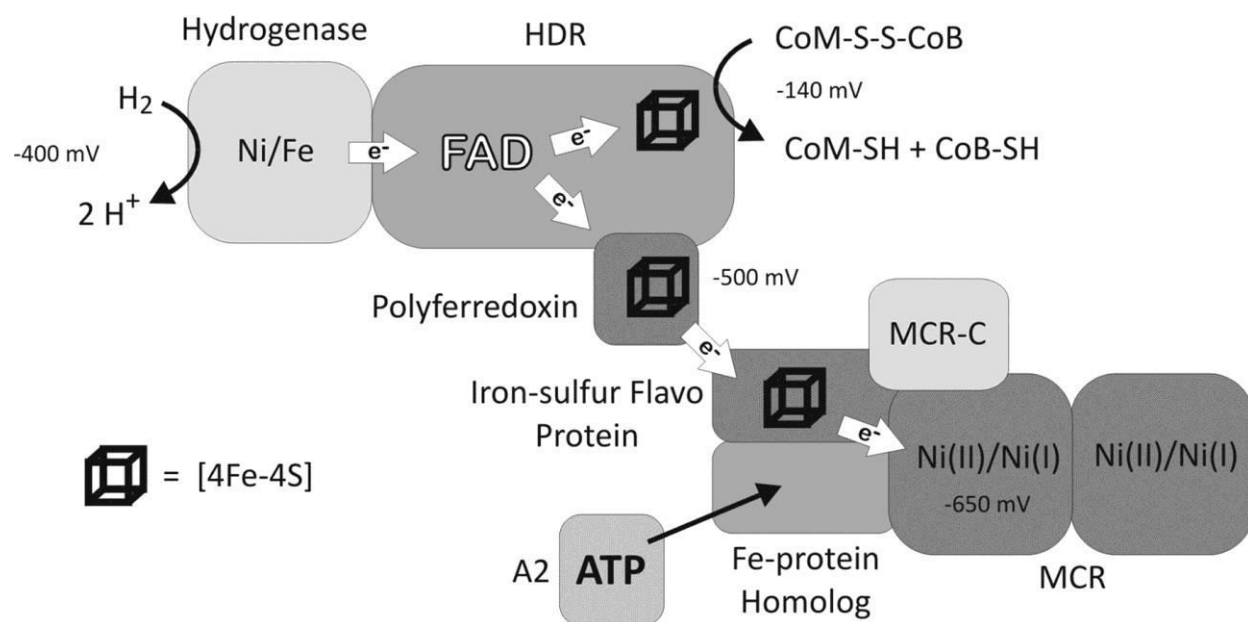 Hydrogenase
HDR
CoM-S-S-CoB
H2
-140 mV
-400 mV
Ni/Fe
e-
FAD
e-
CoM-SH + CoB-SH
2 H+
e-
-500 mV
Polyferredoxin
e-
MCR-C
Iron-sulfur Flavo
Protein
e-
Ni(II)/Ni(I)
Ni(II)/Ni(I)
-650 mV
= [4Fe-4S]
A2
ATP
Fe-protein
Homolog
MCR